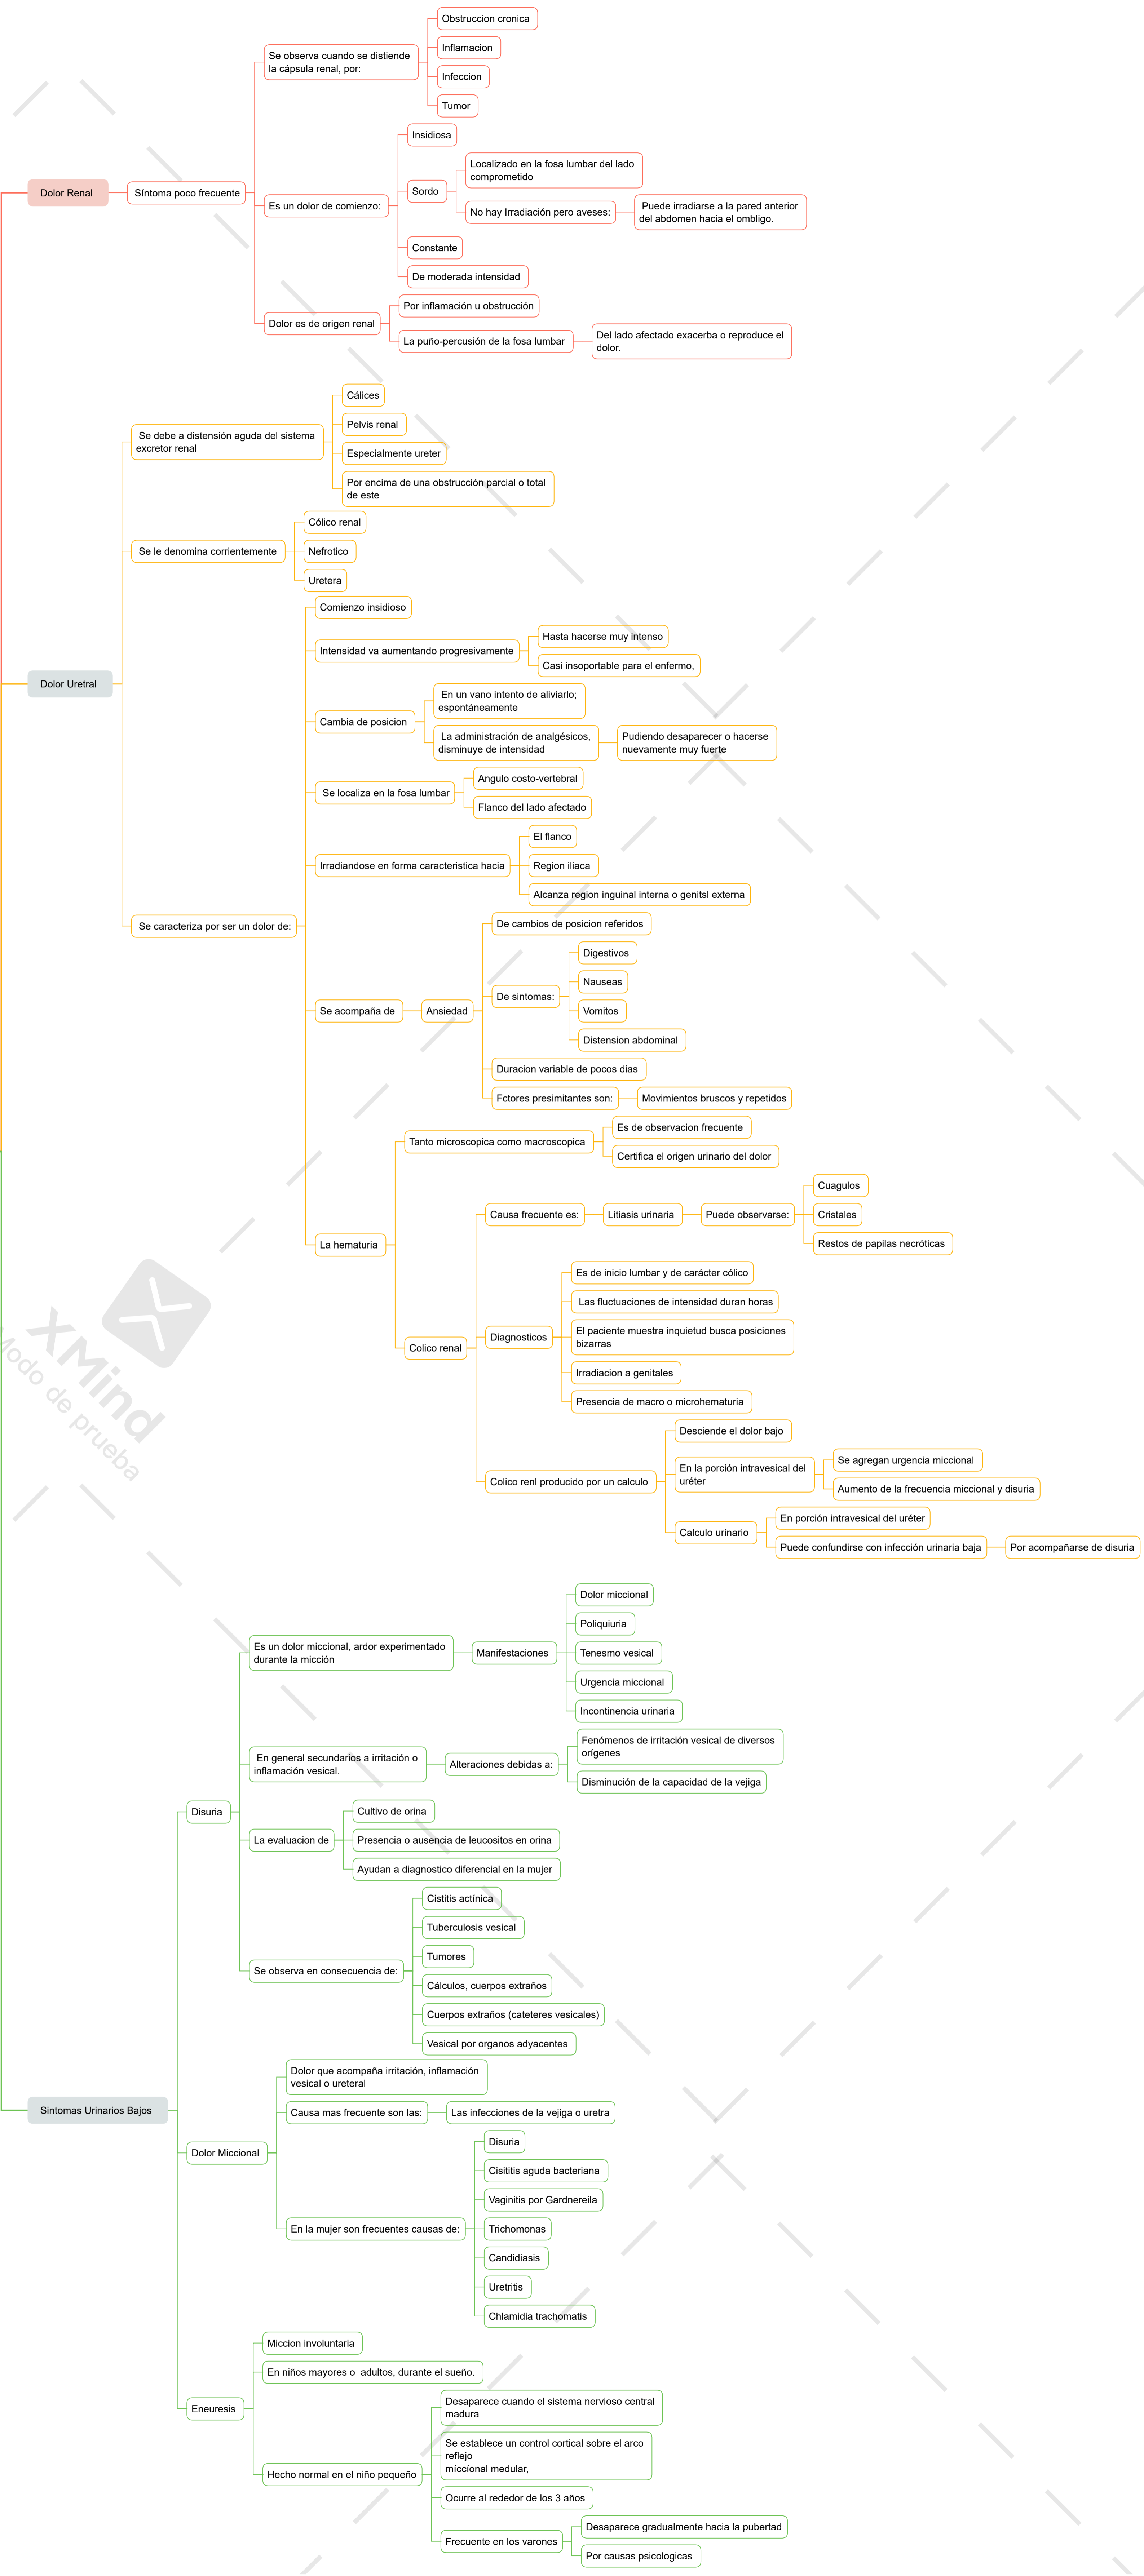 Dolor Renal
Síntoma poco frecuente
Se observa cuando se distiende
la cápsula renal, por:
Obstruccion cronica
Inflamacion
Infeccion
Tumor
Es un dolor de comienzo:
Insidiosa
Sordo
Localizado en la fosa lumbar del lado
comprometido
No hay Irradiación pero aveses:
Puede irradiarse a la pared anterior
del abdomen hacia el ombligo.
Constante
De moderada intensidad
Dolor es de origen renal
Por inflamación u obstrucción
La puño-percusión de la fosa lumbar
Del lado afectado exacerba o reproduce el
dolor.
Dolor Uretral
Se debe a distensión aguda del sistema
excretor renal
Cálices
Pelvis renal
Especialmente ureter
Por encima de una obstrucción parcial o total
de este
Se le denomina corrientemente
Cólico renal
Nefrotico
Uretera
Se caracteriza por ser un dolor de:
Comienzo insidioso
Intensidad va aumentando progresivamente
Hasta hacerse muy intenso
Casi insoportable para el enfermo,
Cambia de posicion
En un vano intento de aliviarlo;
espontáneamente
La administración de analgésicos,
disminuye de intensidad
Pudiendo desaparecer o hacerse
nuevamente muy fuerte
Se localiza en la fosa lumbar
Angulo costo-vertebral
Flanco del lado afectado
Irradiandose en forma caracteristica hacia
El flanco
Region iliaca
Alcanza region inguinal interna o genitsl externa
Se acompaña de
Ansiedad
De cambios de posicion referidos
De sintomas:
Digestivos
Nauseas
Vomitos
Distension abdominal
Duracion variable de pocos dias
Fctores presimitantes son:
Movimientos bruscos y repetidos
La hematuria
Tanto microscopica como macroscopica
Es de observacion frecuente
Certifica el origen urinario del dolor
Colico renal
Causa frecuente es:
Litiasis urinaria
Puede observarse:
Cuagulos
Cristales
Restos de papilas necróticas
Diagnosticos
Es de inicio lumbar y de carácter cólico
Las fluctuaciones de intensidad duran horas
El paciente muestra inquietud busca posiciones
bizarras
Irradiacion a genitales
Presencia de macro o microhematuria
Colico renl producido por un calculo
Desciende el dolor bajo
En la porción intravesical del
uréter
Se agregan urgencia miccional
Aumento de la frecuencia miccional y disuria
Calculo urinario
En porción intravesical del uréter
Puede confundirse con infección urinaria baja
Por acompañarse de disuria
XMind
Modo de prueba
Sintomas Urinarios Bajos
Disuria
Es un dolor miccional, ardor experimentado
durante la micción
Manifestaciones
Dolor miccional
Poliquiuria
Tenesmo vesical
Urgencia miccional
Incontinencia urinaria
En general secundarios a irritación o
inflamación vesical.
Alteraciones debidas a:
Fenómenos de irritación vesical de diversos
orígenes
Disminución de la capacidad de la vejiga
La evaluacion de
Cultivo de orina
Presencia o ausencia de leucositos en orina
Ayudan a diagnostico diferencial en la mujer
Se observa en consecuencia de:
Cistitis actínica
Tuberculosis vesical
Tumores
Cálculos, cuerpos extraños
Cuerpos extraños (cateteres vesicales)
Vesical por organos adyacentes
Dolor Miccional
Dolor que acompaña irritación, inflamación
vesical o ureteral
Causa mas frecuente son las:
Las infecciones de la vejiga o uretra
En la mujer son frecuentes causas de:
Disuria
Cisititis aguda bacteriana
Vaginitis por Gardnereila
Trichomonas
Candidiasis
Uretritis
Chlamidia trachomatis
Eneuresis
Miccion involuntaria
En niños mayores o adultos, durante el sueño.
Hecho normal en el niño pequeño
Desaparece cuando el sistema nervioso central
madura
Se establece un control cortical sobre el arco
reflejo
míccíonal medular,
Ocurre al rededor de los 3 años
Frecuente en los varones
Desaparece gradualmente hacia la pubertad
Por causas psicologicas